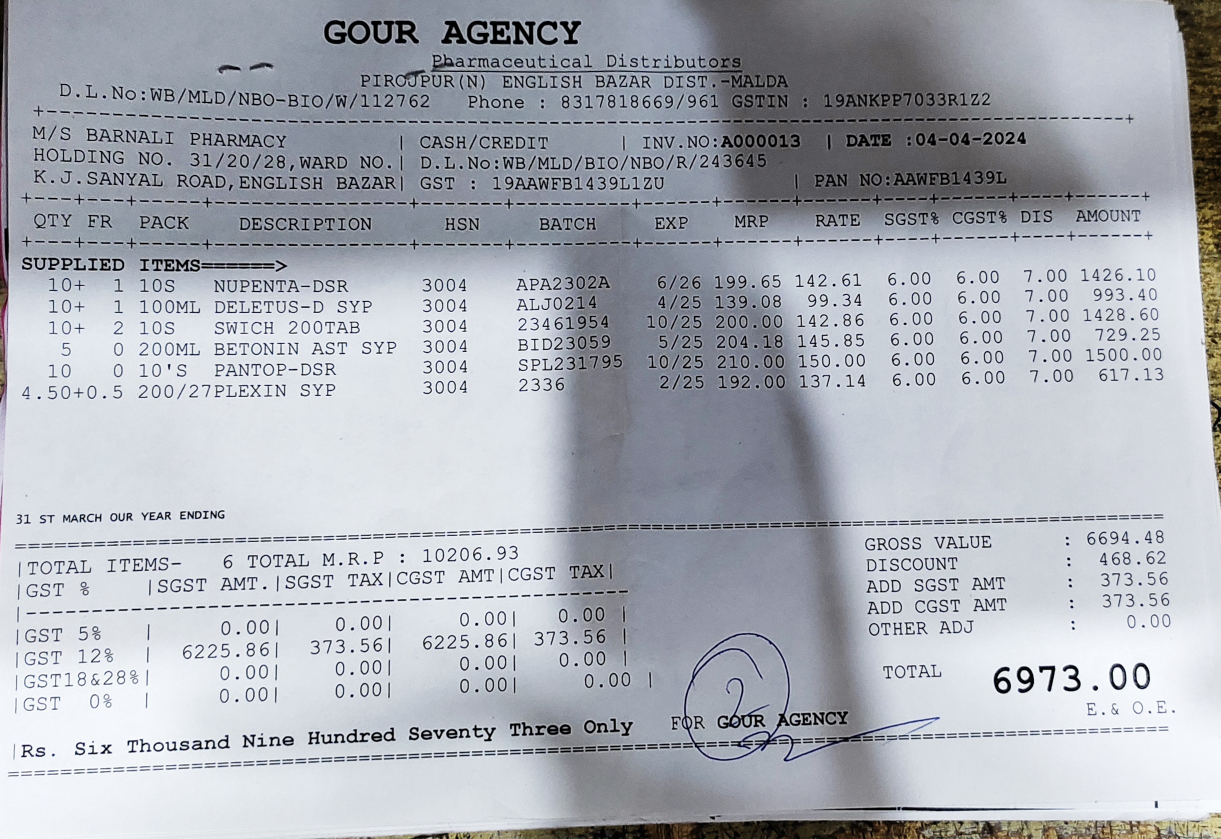 GOUR AGENCY
Pharmaceutical Distributors
PIROJPUR(N) ENGLISH BAZAR DIST.-MALDA
D.L.No:WB/MLD/NBO-BIO/W/112762 Phone : 8317818669/961 GSTIN : 19ANKPP7033R1Z2
M/S BARNALI PHARMACY | CASH/CREDIT | INV.NO:A000013 | DATE :04-04-2024
HOLDING NO. 31/20/28,WARD NO.| D.L.No:WB/MLD/BIO/NBO/R/243645
K.J.SANYAL ROAD,ENGLISH BAZAR| GST : 19AAWFB1439L1ZU | PAN NO:AAWFB1439L
QTY FR PACK DESCRIPTION HSN BATCH EXP MRP RATE SGST% CGST% DIS AMOUNT
SUPPLIED ITEMS======>
10+ 1 10S NUPENTA-DSR 3004 APA2302A 6/26 199.65 142.61 6.00 6.00 7.00 1426.10
10+ 1 100ML DELETUS-D SYP 3004 ALJ0214 4/25 139.08 99.34 6.00 6.00 7.00 993.40
10+ 2 10S SWICH 200TAB 3004 23461954 10/25 200.00 142.86 6.00 6.00 7.00 1428.60
5 0 200ML BETONIN AST SYP 3004 BID23059 5/25 204.18 145.85 6.00 6.00 7.00 729.25
10 0 10'S PANTOP-DSR 3004 SPL231795 10/25 210.00 150.00 6.00 6.00 7.00 1500.00
4.50+0.5 200/27PLEXIN SYP 3004 2336 2/25 192.00 137.14 6.00 6.00 7.00 617.13
31 ST MARCH OUR YEAR ENDING
|TOTAL ITEMS- 6 TOTAL M.R.P : 10206.93
|GST % |SGST AMT.|SGST TAX|CGST AMT|CGST TAX|
|GST 5% | 0.00| 0.00| 0.00| 0.00 |
|GST 12% | 6225.86| 373.56| 6225.86| 373.56 |
|GST18&28%| 0.00| 0.00| 0.00| 0.00 |
|GST 0% | 0.00| 0.00| 0.00| 0.00 |
GROSS VALUE : 6694.48
DISCOUNT : 468.62
ADD SGST AMT : 373.56
ADD CGST AMT : 373.56
OTHER ADJ : 0.00
TOTAL 6973.00
E.& O.E.
2
|Rs. Six Thousand Nine Hundred Seventy Three Only FOR GOUR AGENCY